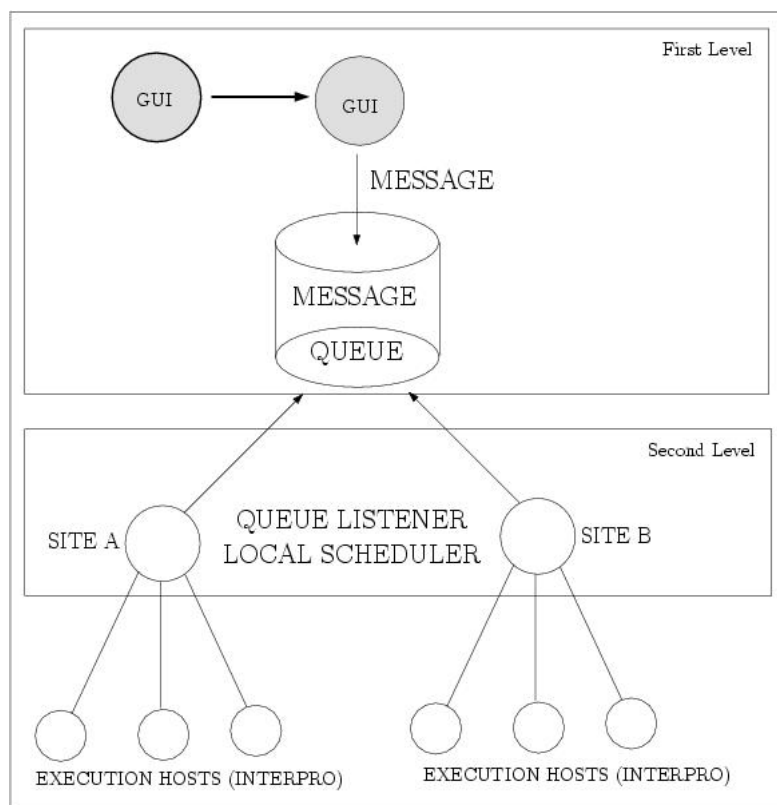 First Level
GUI
GUI
MESSAGE
MESSAGE
QUEUE
Second Level
SITE A
QUEUE LISTENER
LOCAL SCHEDULER
SITE B
EXECUTION HOSTS (INTERPRO)
EXECUTION HOSTS (INTERPRO)